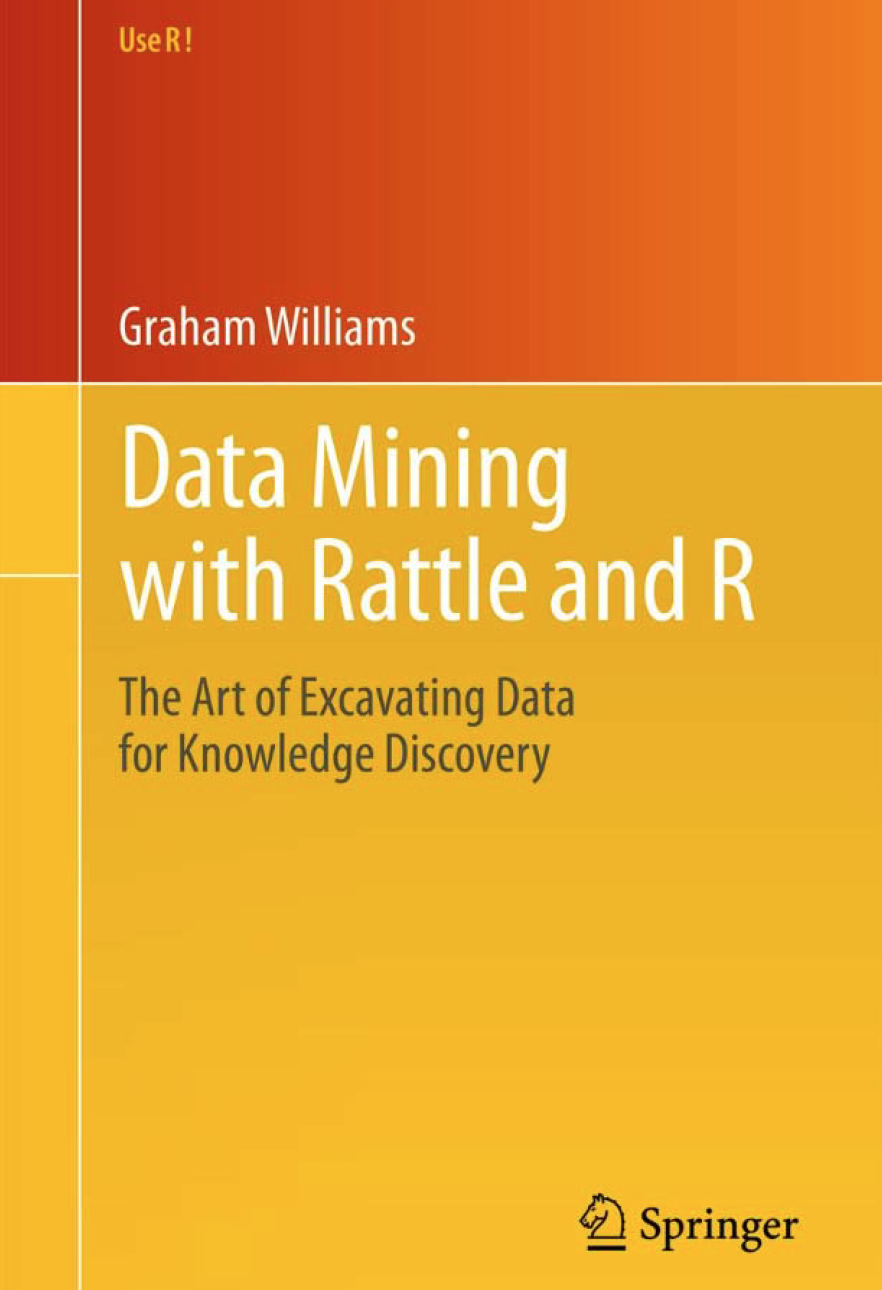 Use R!
Graham Williams
Data Mining
with Rattle and R
The Art of Excavating Data
for Knowledge Discovery
Springer